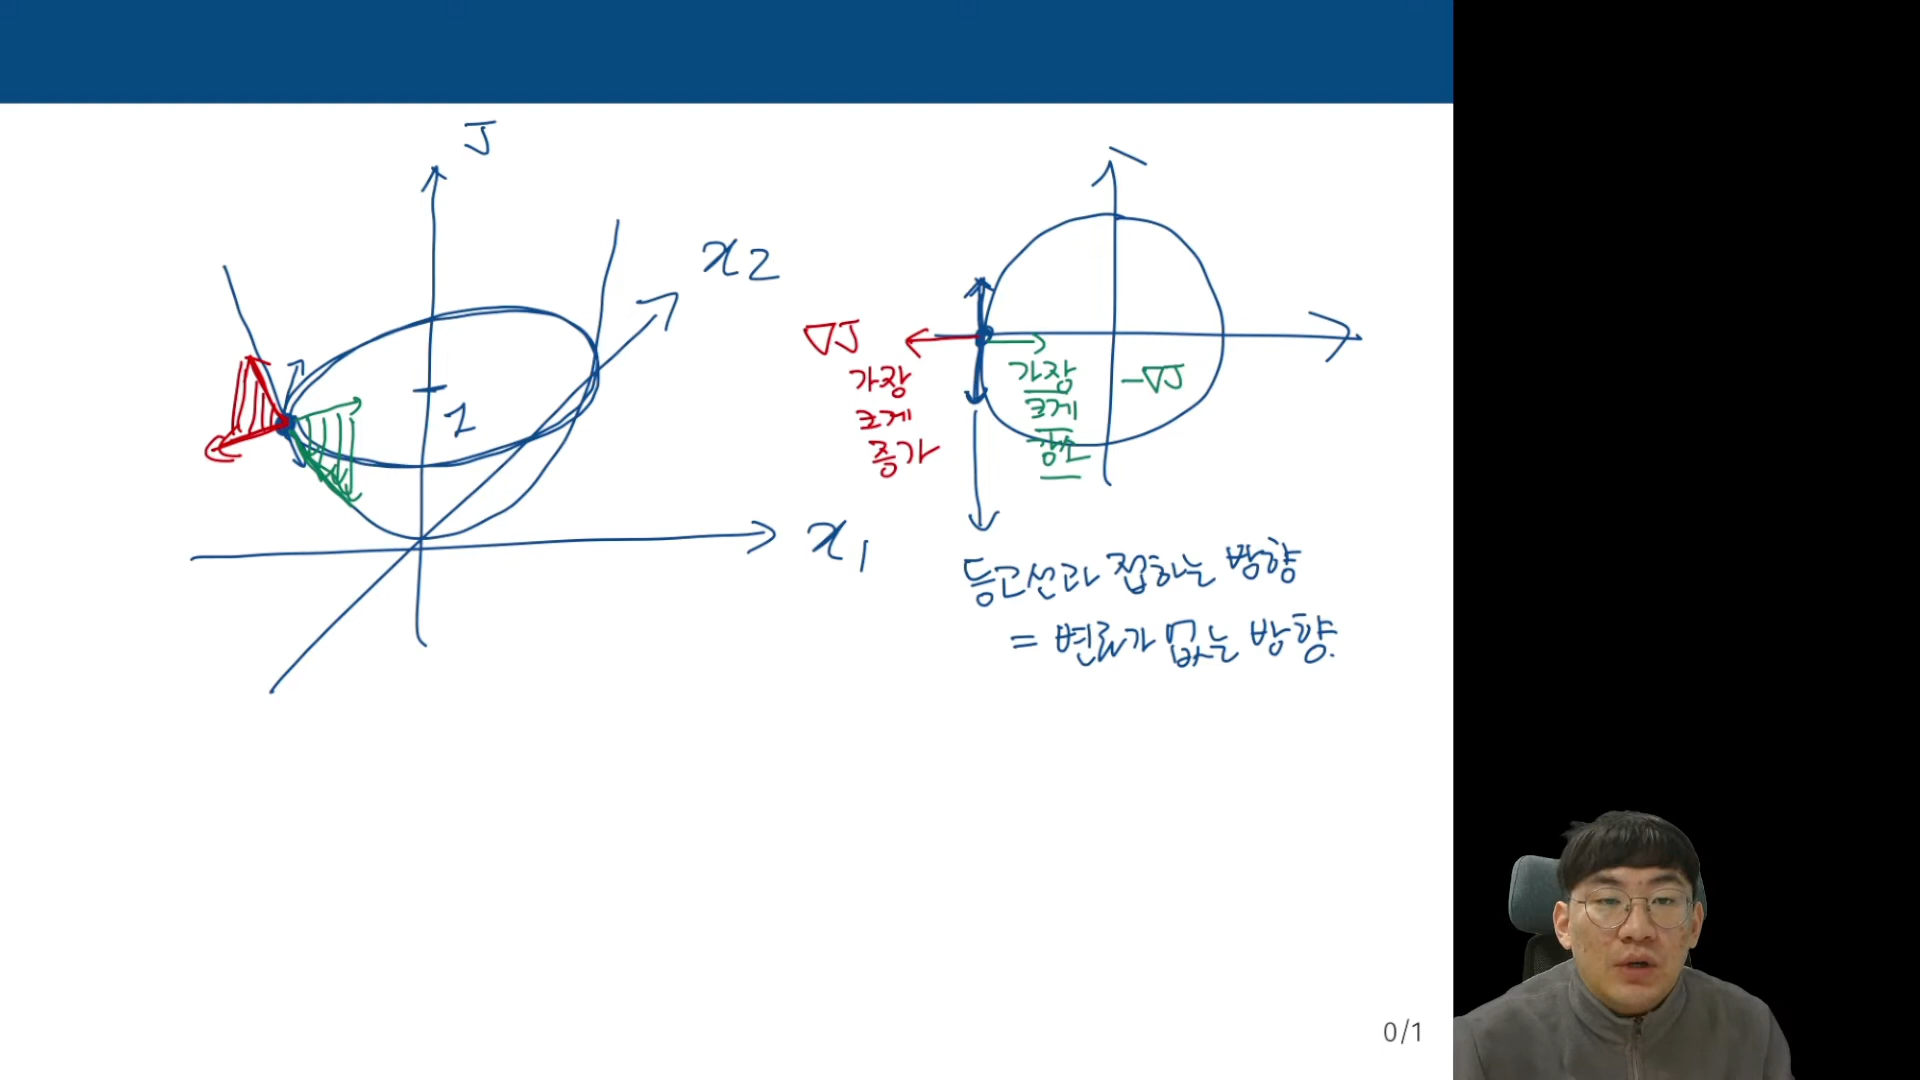 J
x2
1
x1
∇J
가장
크게
증가
가장
크게
감소
-∇J
등고선과 접하는 방향
= 변화가 없는 방향.
0/1